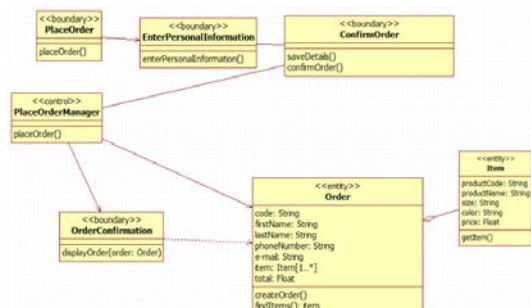 <<boundary>>
PlaceOrder
placeOrder()
<<boundary>>
EnterPersonalInformation
enterPersonalInformation()
<<boundary>>
ConfirmOrder
saveDetails()
confirmOrder()
<<control>>
PlaceOrderManager
placeOrder()
<<boundary>>
OrderConfirmation
displayOrder(order: Order)
<<entity>>
Order
code: String
firstName: String
lastName: String
phoneNumber: String
e-mail: String
item: Item[1..*]
total: Float
createOrder()
findItems(): item
<<entity>>
Item
productCode: String
productName: String
size: String
color: String
price: Float
getItem()